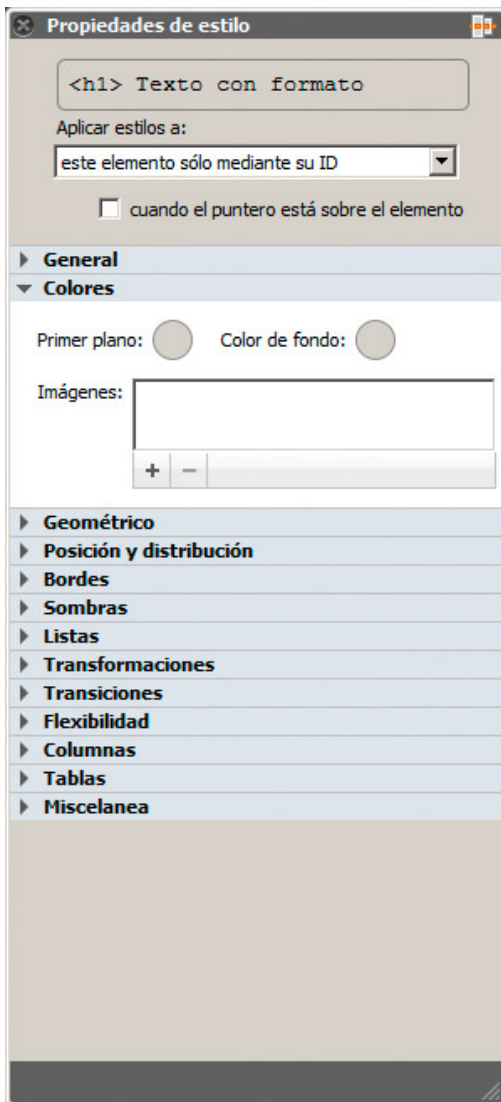 Propiedades de estilo
<h1> Texto con formato
Aplicar estilos a:
este elemento sólo mediante su ID
cuando el puntero está sobre el elemento
General
Colores
Primer plano: Color de fondo:
Imágenes:
+ −
Geométrico
Posición y distribución
Bordes
Sombras
Listas
Transformaciones
Transiciones
Flexibilidad
Columnas
Tablas
Miscelanea